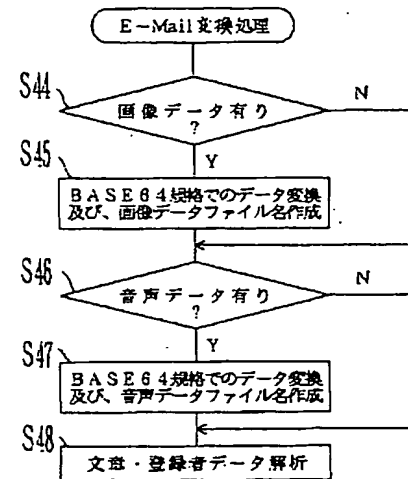 E-Mail変換処理
S44
画像データ有り
?
N
Y
S45
BASE64規格でのデータ変換
及び、画像データファイル名作成
S46
音声データ有り
?
N
Y
S47
BASE64規格でのデータ変換
及び、音声データファイル名作成
S48
文字・登録者データ解析